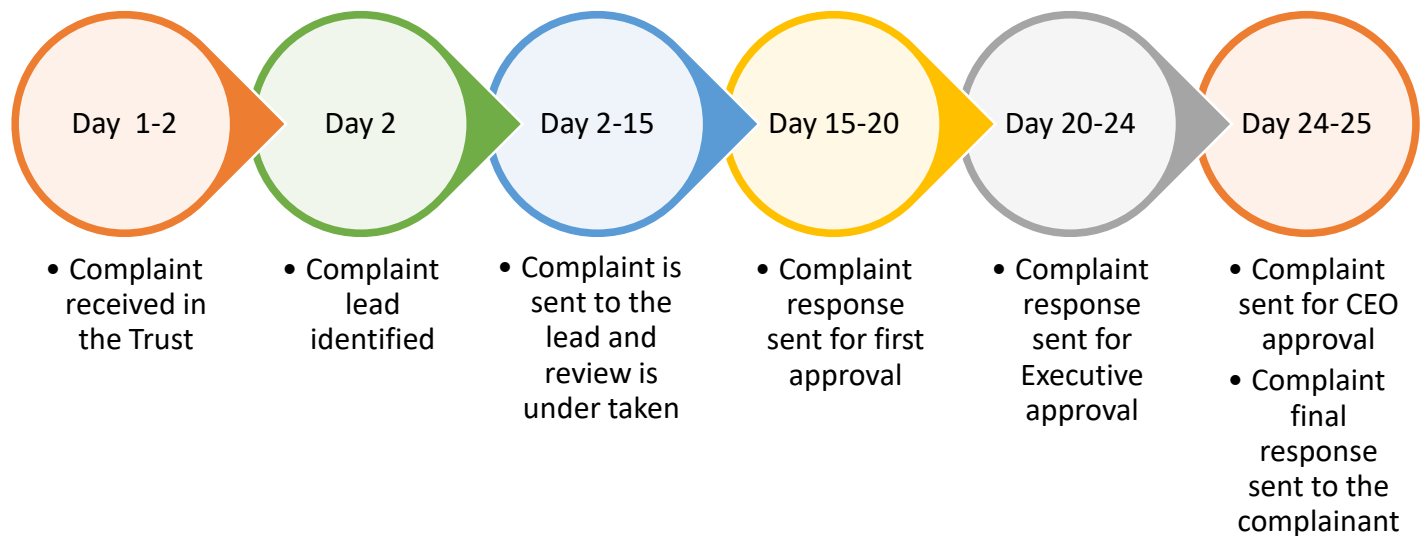 Day 1-2
Day 2
Day 2-15
Day 15-20
Day 20-24
Day 24-25
• Complaint
received in
the Trust
• Complaint
lead
identified
• Complaint is
sent to the
lead and
review is
under taken
• Complaint
response
sent for first
approval
• Complaint
response
sent for
Executive
approval
• Complaint
sent for CEO
approval
• Complaint
final
response
sent to the
complainant